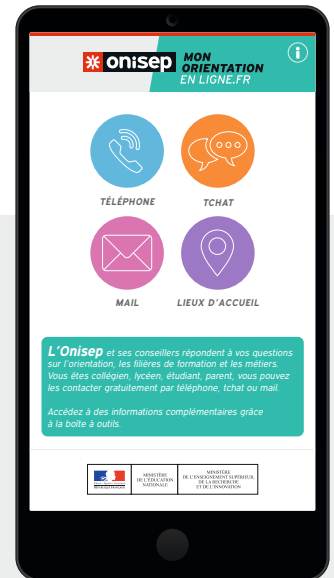 onisep MON
ORIENTATION
EN LIGNE.FR
i
TÉLÉPHONE
TCHAT
MAIL
LIEUX D'ACCUEIL
L'Onisep et ses conseillers répondent à vos questions
sur l'orientation, les filières de formation et les métiers.
Vous êtes collégien, lycéen, étudiant, parent, vous pouvez
les contacter gratuitement par téléphone, tchat ou mail.
Accédez à des informations complémentaires grâce
à la boîte à outils.
MINISTÈRE
DE L'ÉDUCATION
NATIONALE
MINISTÈRE
DE L'ENSEIGNEMENT SUPÉRIEUR,
DE LA RECHERCHE
ET DE L'INNOVATION
RÉPUBLIQUE FRANÇAISE